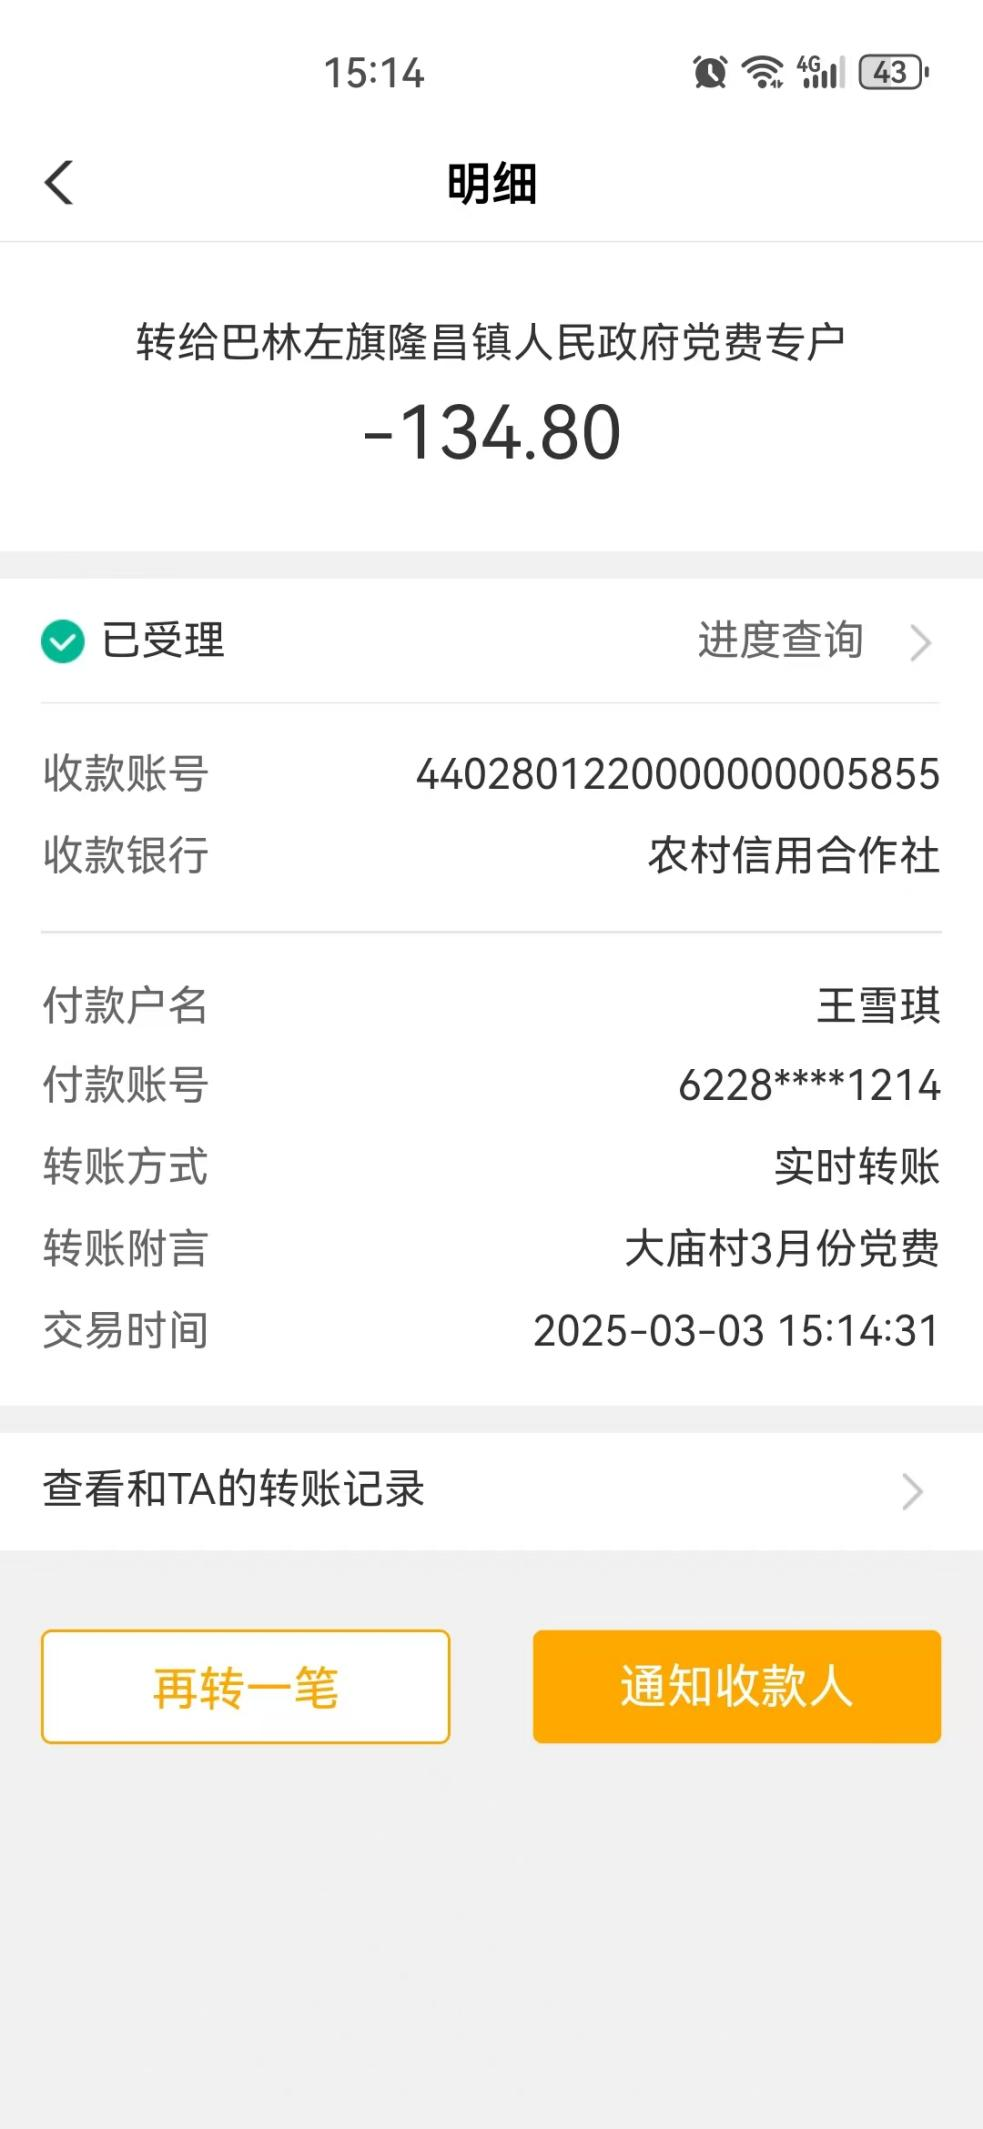 15:14
4G
43
明细
转给巴林左旗隆昌镇人民政府党费专户
-134.80
已受理 进度查询
收款账号 4402801220000000005855
收款银行 农村信用合作社
付款户名 王雪琪
付款账号 6228****1214
转账方式 实时转账
转账附言 大庙村3月份党费
交易时间 2025-03-03 15:14:31
查看和TA的转账记录
再转一笔 通知收款人